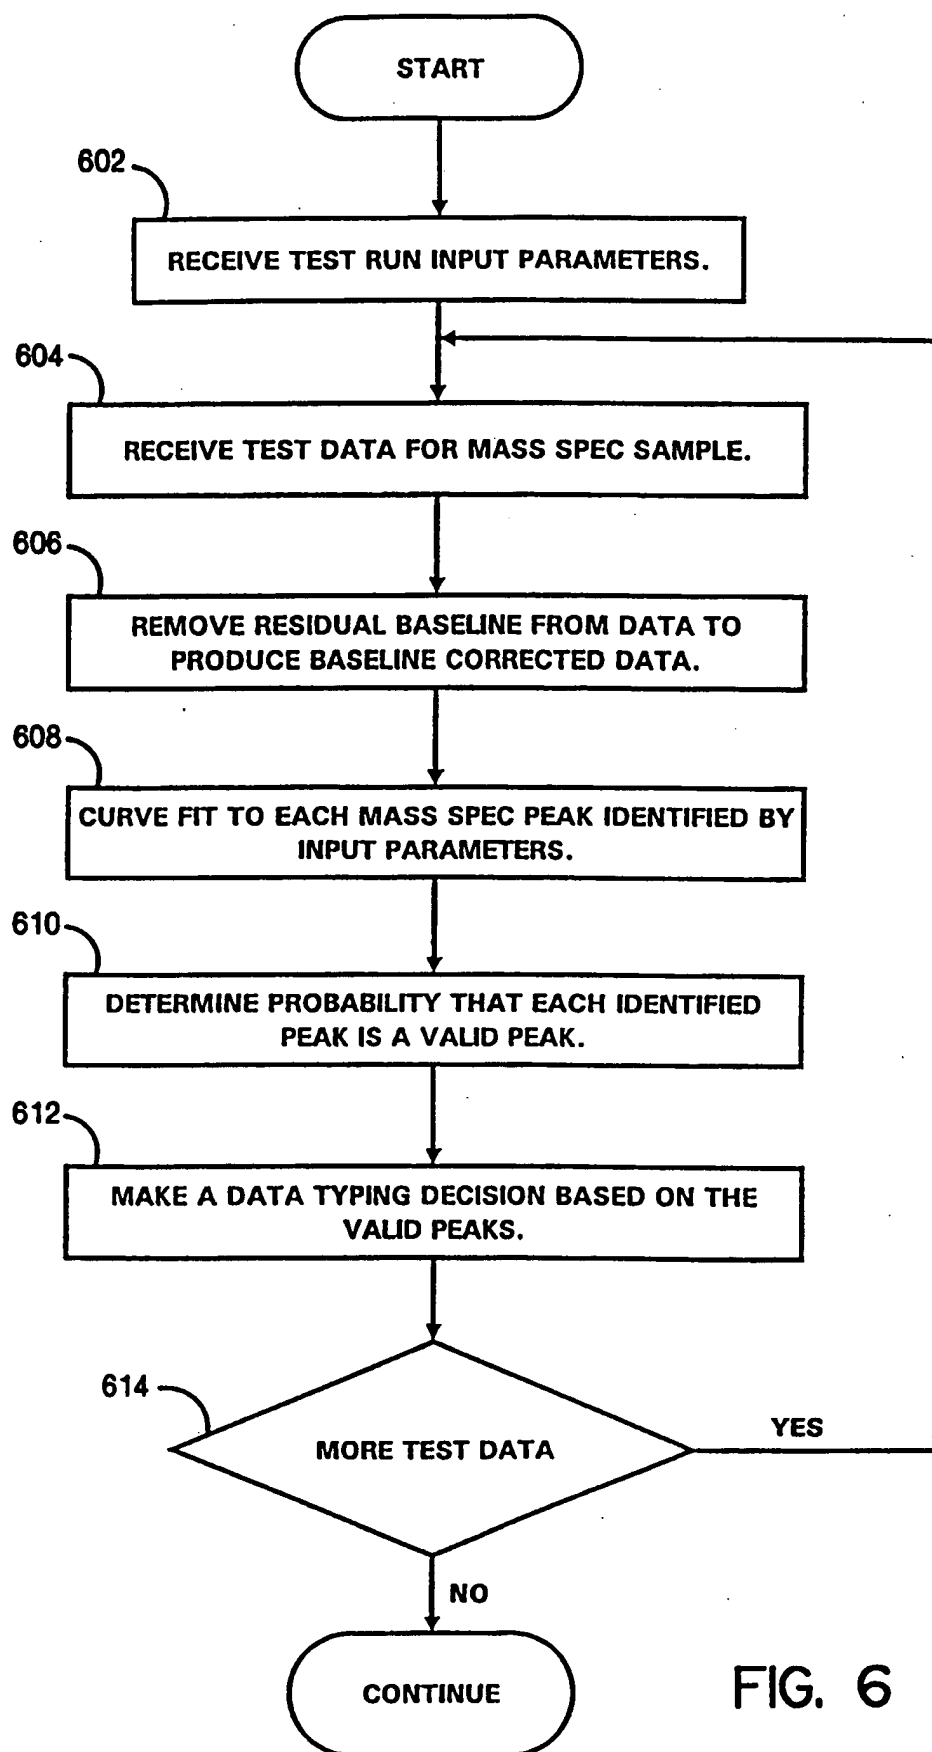 START
602
RECEIVE TEST RUN INPUT PARAMETERS.
604
RECEIVE TEST DATA FOR MASS SPEC SAMPLE.
606
REMOVE RESIDUAL BASELINE FROM DATA TO
PRODUCE BASELINE CORRECTED DATA.
608
CURVE FIT TO EACH MASS SPEC PEAK IDENTIFIED BY
INPUT PARAMETERS.
610
DETERMINE PROBABILITY THAT EACH IDENTIFIED
PEAK IS A VALID PEAK.
612
MAKE A DATA TYPING DECISION BASED ON THE
VALID PEAKS.
614
MORE TEST DATA
YES
NO
CONTINUE
FIG. 6